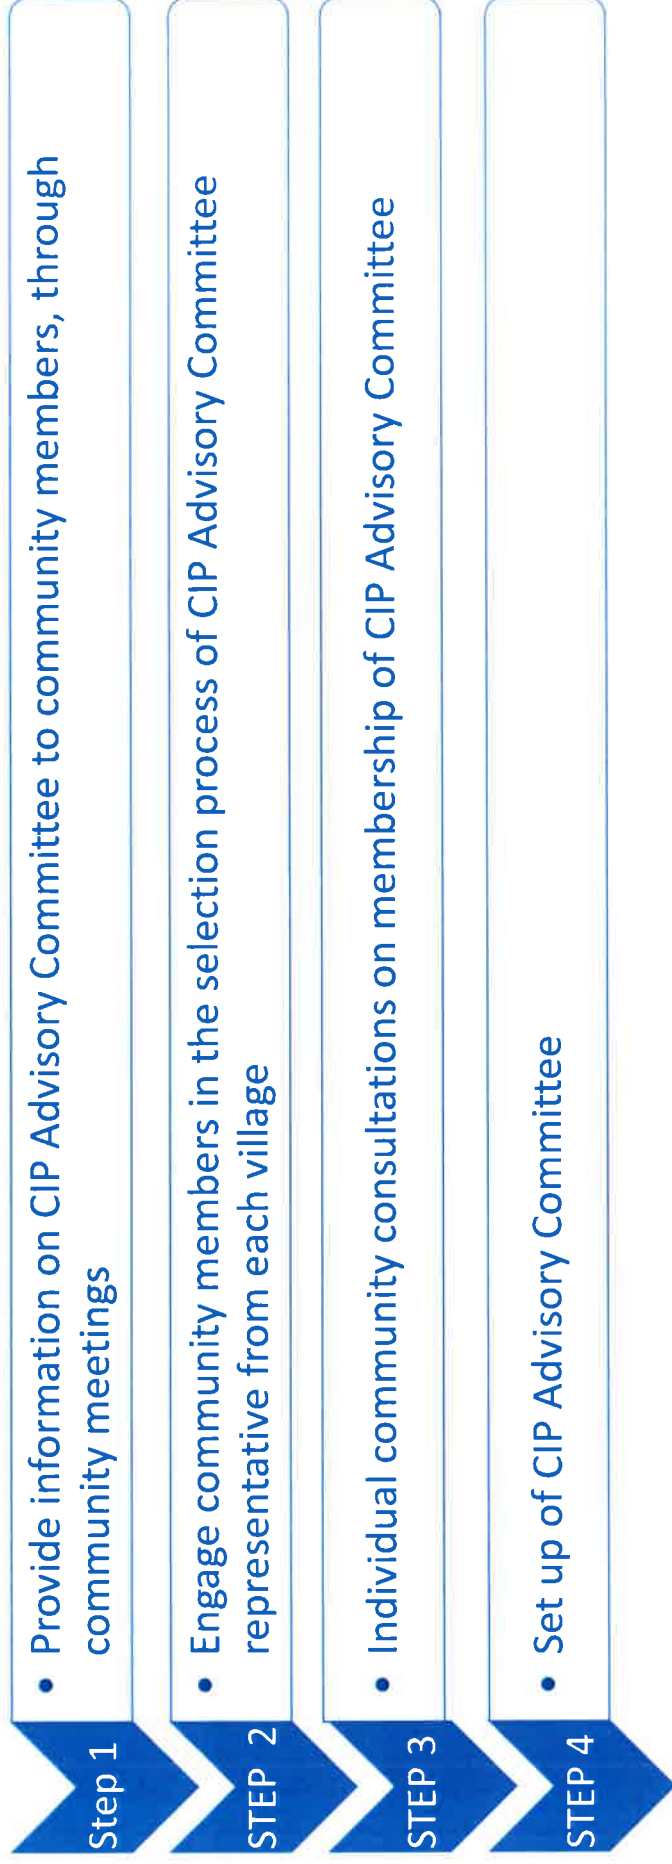 Step 1
• Provide information on CIP Advisory Committee to community members, through
community meetings
STEP 2
• Engage community members in the selection process of CIP Advisory Committee
representative from each village
STEP 3
• Individual community consultations on membership of CIP Advisory Committee
STEP 4
• Set up of CIP Advisory Committee